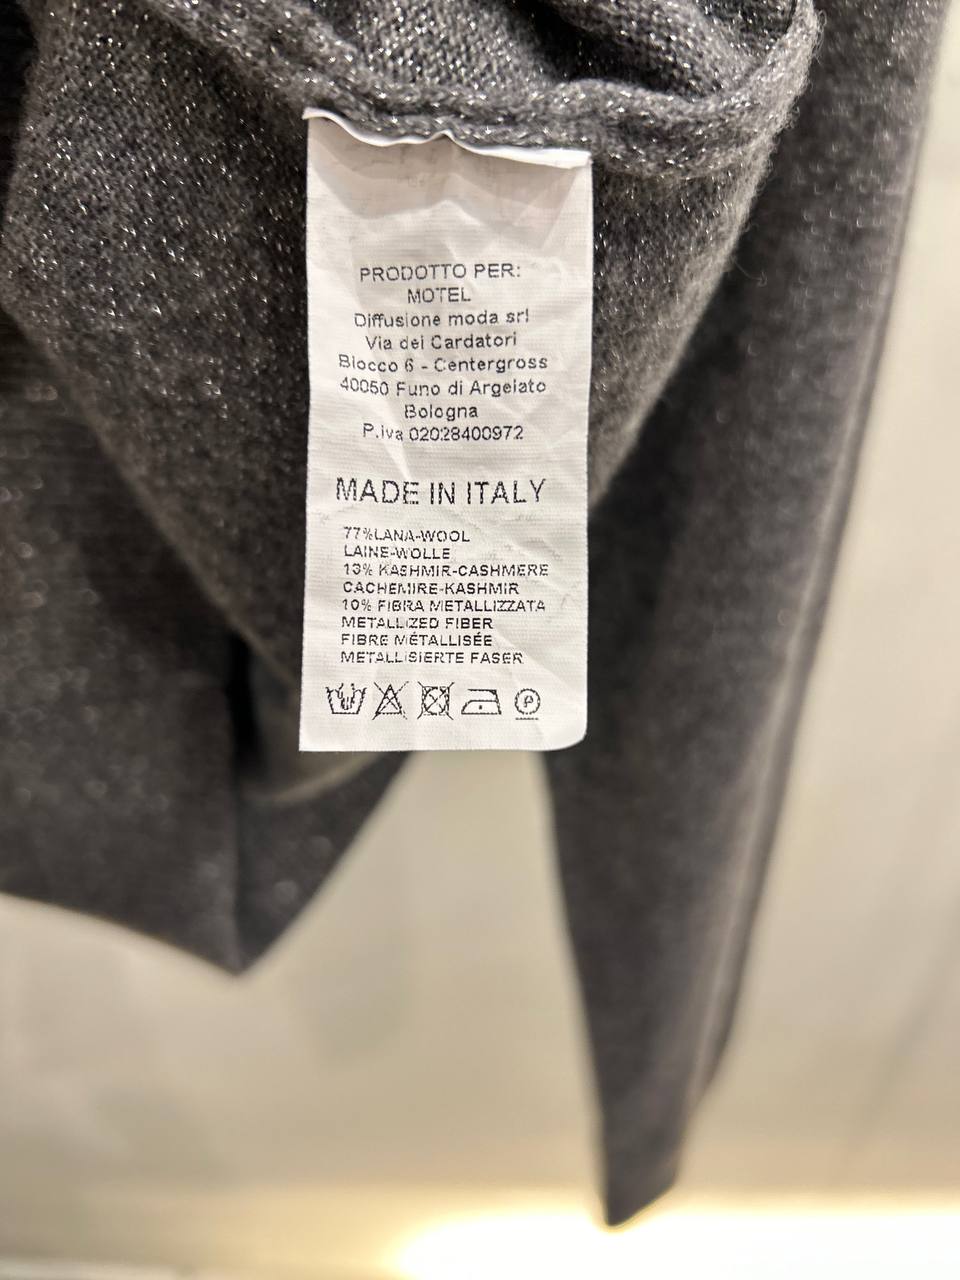 PRODOTTO PER:
MOTEL
Diffusione moda srl
Via dei Cardatori
Blocco 6 - Centergross
40050 Funo di Argelato
Bologna
P.iva 02028400972
MADE IN ITALY
77%LANA-WOOL
LAINE-WOLLE
13% KASHMIR-CASHMERE
CACHEMIRE-KASHMIR
10% FIBRA METALLIZZATA
METALLIZED FIBER
FIBRE MÉTALLISÉE
METALLISIERTE FASER
P